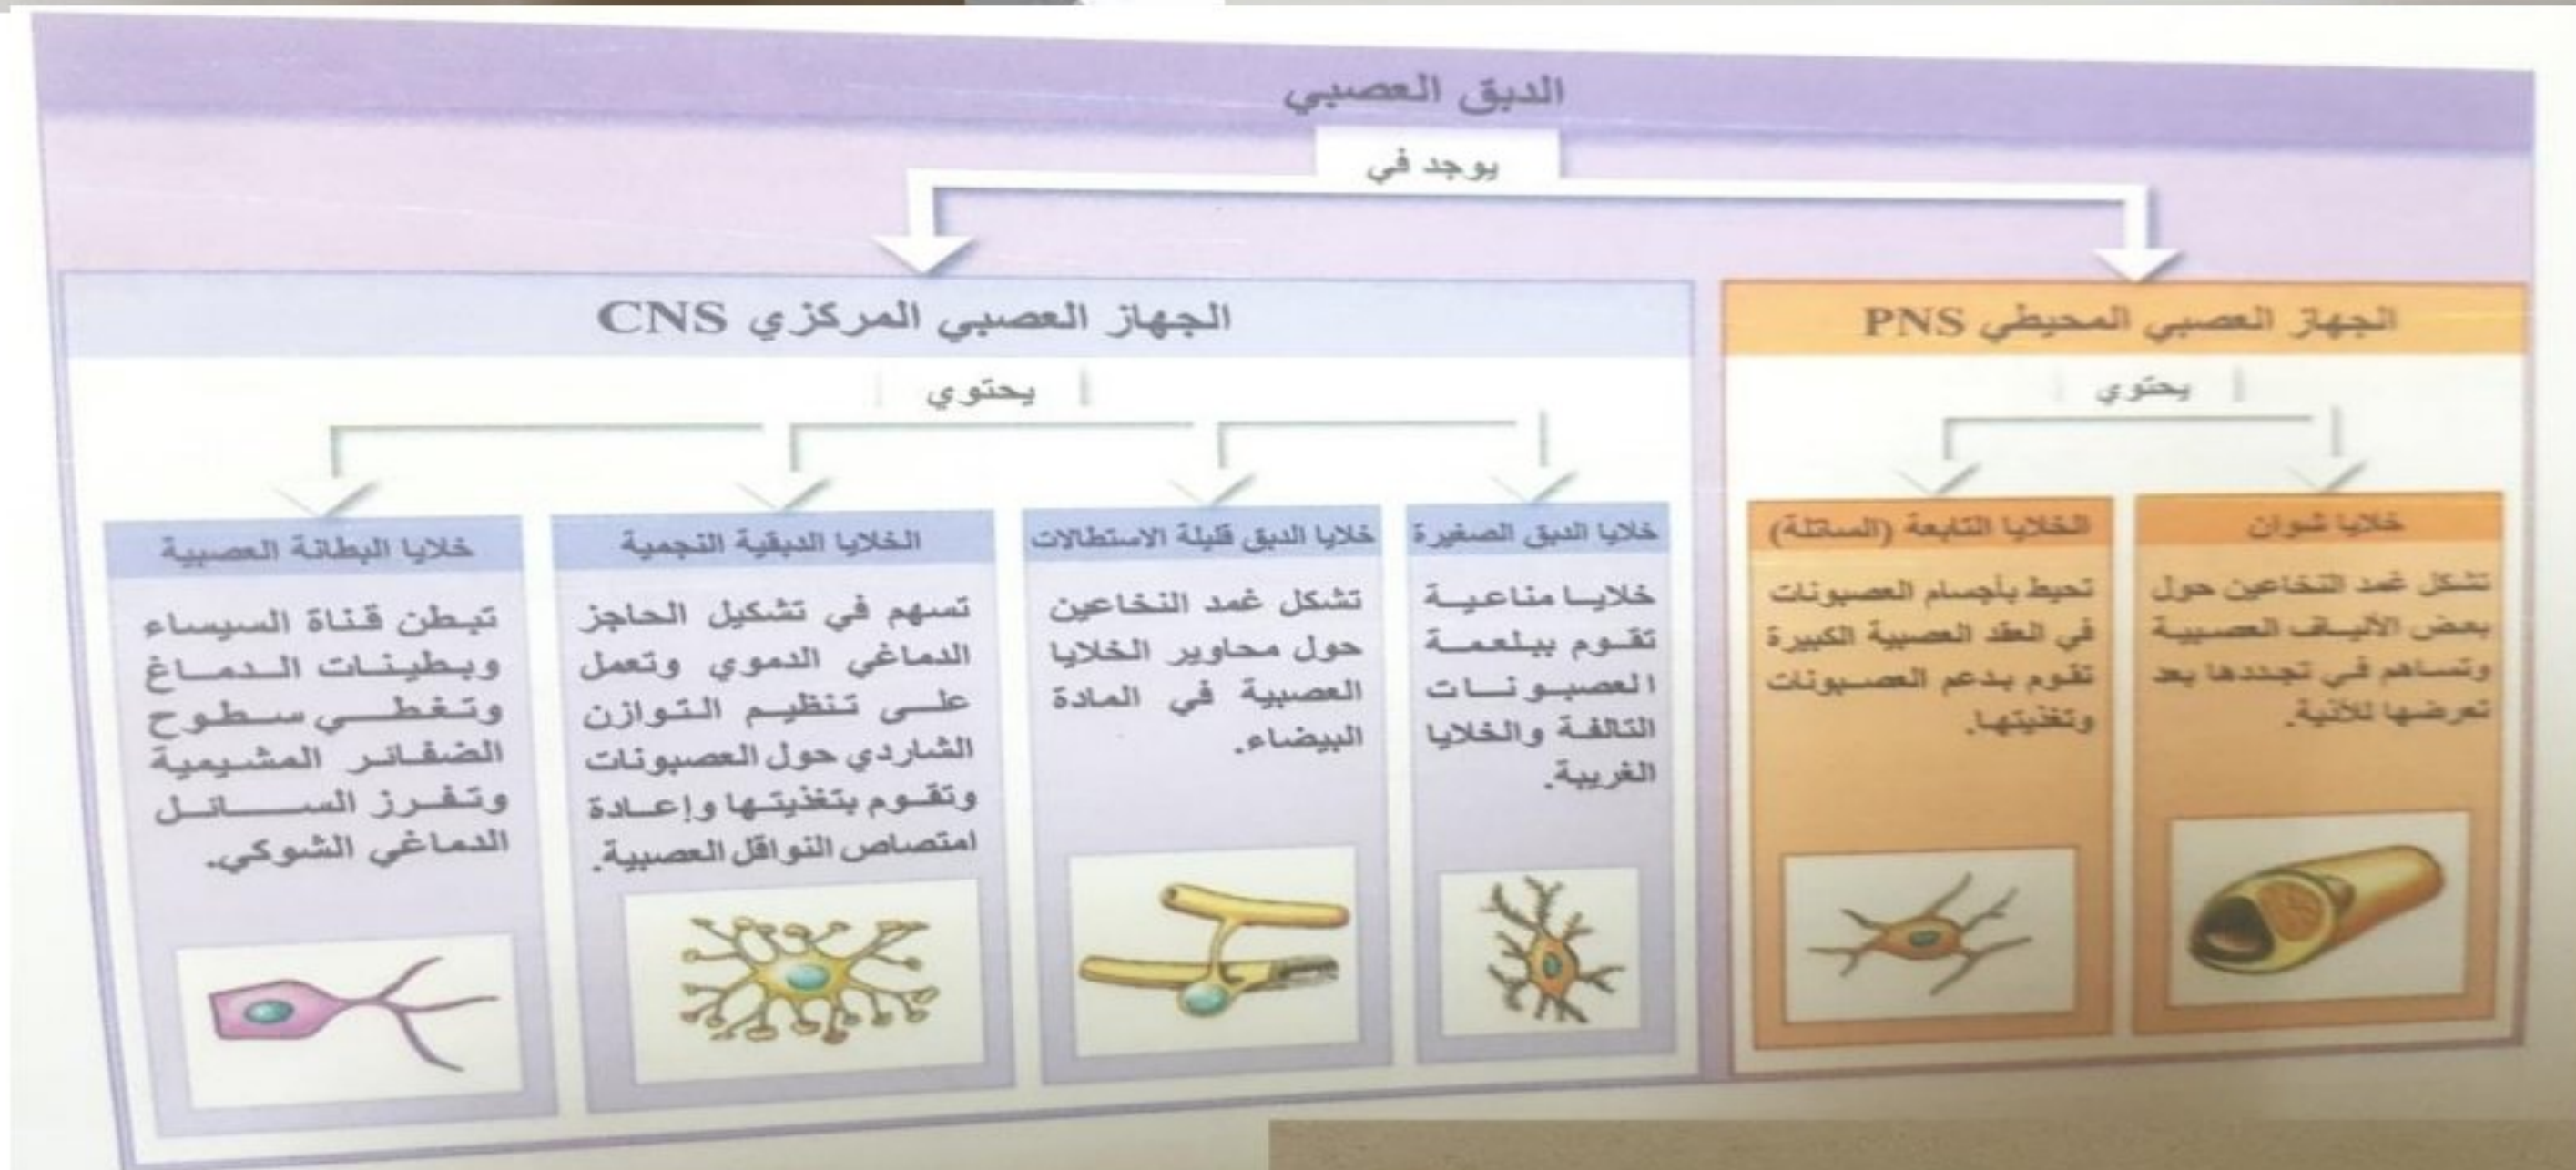 الدبق العصبي
يوجد في
الجهاز العصبي المحيطي PNS
يحتوي
خلايا شوان
تشكل غمد النخاعين حول
بعض الألياف العصبية
وتساهم في تجددها بعد
تعرضها للأذية.
الخلايا التابعة (الساتلة)
تحيط بأجسام العصبونات
في العقد العصبية الكبيرة
تقوم بدعم العصبونات
وتغذيتها.
الجهاز العصبي المركزي CNS
يحتوي
خلايا الدبق الصغيرة
خلايا مناعية
تقوم ببلعمة
العصبونات
التالفة والخلايا
الغريبة.
خلايا الدبق قليلة الاستطالات
تشكل غمد النخاعين
حول محاوير الخلايا
العصبية في المادة
البيضاء.
الخلايا الدبقية النجمية
تسهم في تشكيل الحاجز
الدماغي الدموي وتعمل
على تنظيم التوازن
الشاردي حول العصبونات
وتقوم بتغذيتها وإعادة
امتصاص النواقل العصبية.
خلايا البطانة العصبية
تبطن قناة السيساء
وبطينات الدماغ
وتغطي سطوح
الضفائر المشيمية
وتفرز السائل
الدماغي الشوكي.